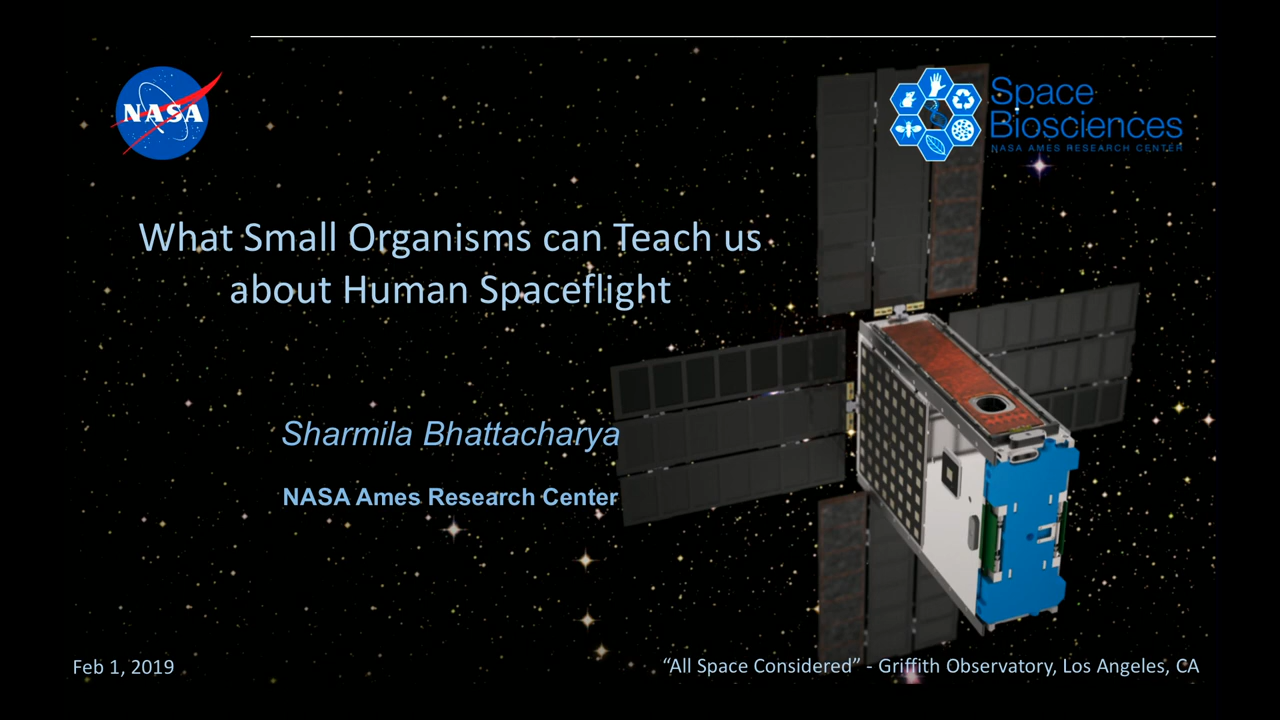 NASA
Space
Biosciences
NASA AMES RESEARCH CENTER
What Small Organisms can Teach us
about Human Spaceflight
Sharmila Bhattacharya
NASA Ames Research Center
Feb 1, 2019
“All Space Considered” - Griffith Observatory, Los Angeles, CA